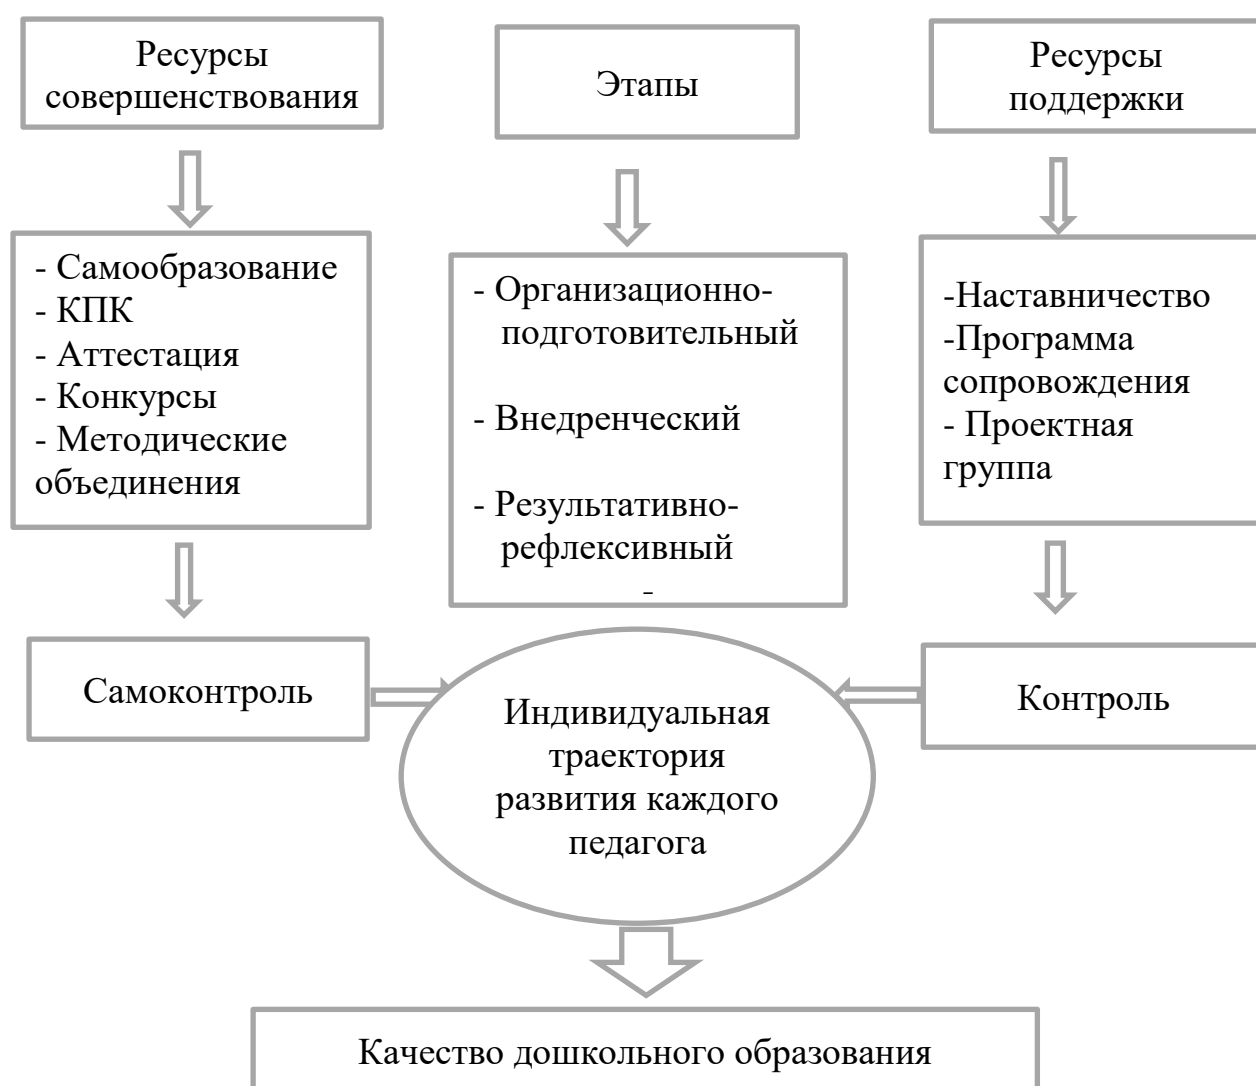 Ресурсы
совершенствования
Этапы
Ресурсы
поддержки
- Самообразование
- КПК
- Аттестация
- Конкурсы
- Методические
объединения
- Организационно-
подготовительный
- Внедренческий
- Результативно-
рефлексивный
-
-Наставничество
-Программа
сопровождения
- Проектная
группа
Самоконтроль
Индивидуальная
траектория
развития каждого
педагога
Контроль
Качество дошкольного образования